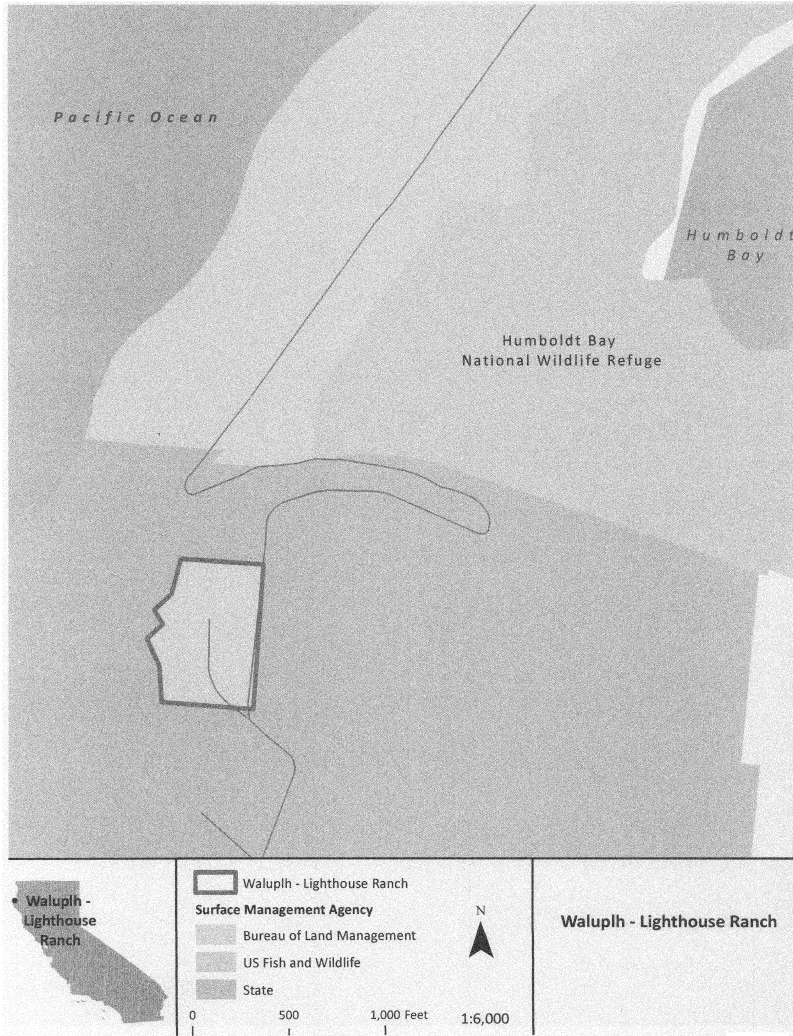 Pacific Ocean
Humboldt
Bay
Humboldt Bay
National Wildlife Refuge
Waluplh -
Lighthouse
Ranch
Waluplh - Lighthouse Ranch
Surface Management Agency
Bureau of Land Management
US Fish and Wildlife
State
N
0 500 1,000 Feet
1:6,000
Waluplh - Lighthouse Ranch